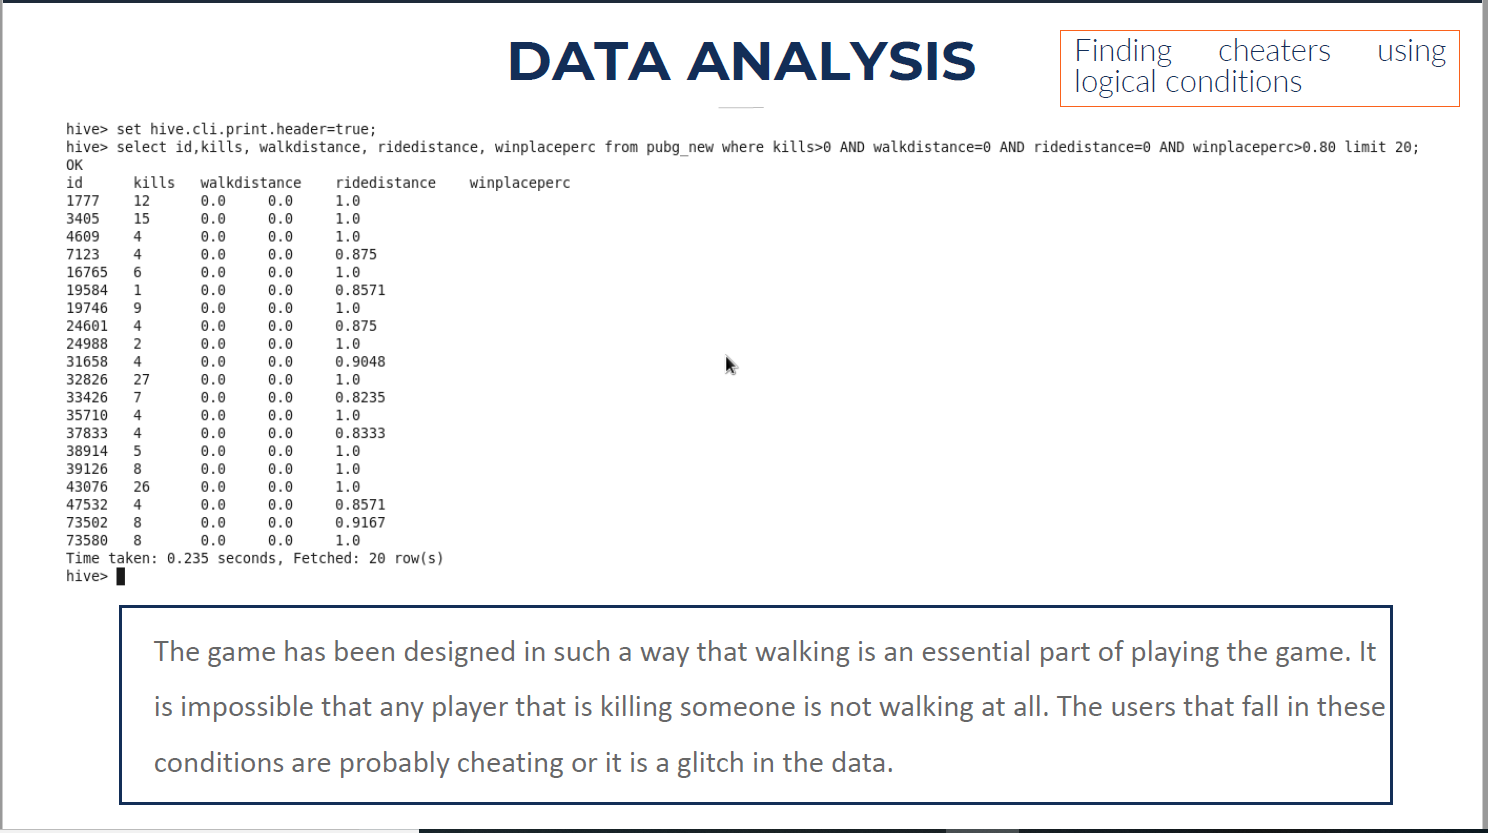 DATA ANALYSIS
Finding cheaters using
logical conditions
hive> set hive.cli.print.header=true;
hive> select id,kills, walkdistance, ridedistance, winplaceperc from pubg_new where kills>0 AND walkdistance=0 AND ridedistance=0 AND winplaceperc>0.80 limit 20;
OK
id kills walkdistance ridedistance winplaceperc
1777 12 0.0 0.0 1.0
3405 15 0.0 0.0 1.0
4609 4 0.0 0.0 1.0
7123 4 0.0 0.0 0.875
16765 6 0.0 0.0 1.0
19584 1 0.0 0.0 0.8571
19746 9 0.0 0.0 1.0
24601 4 0.0 0.0 0.875
24988 2 0.0 0.0 1.0
31658 4 0.0 0.0 0.9048
32826 27 0.0 0.0 1.0
33426 7 0.0 0.0 0.8235
35710 4 0.0 0.0 1.0
37833 4 0.0 0.0 0.8333
38914 5 0.0 0.0 1.0
39126 8 0.0 0.0 1.0
43076 26 0.0 0.0 1.0
47532 4 0.0 0.0 0.8571
73502 8 0.0 0.0 0.9167
73580 8 0.0 0.0 1.0
Time taken: 0.235 seconds, Fetched: 20 row(s)
hive>
The game has been designed in such a way that walking is an essential part of playing the game. It
is impossible that any player that is killing someone is not walking at all. The users that fall in these
conditions are probably cheating or it is a glitch in the data.